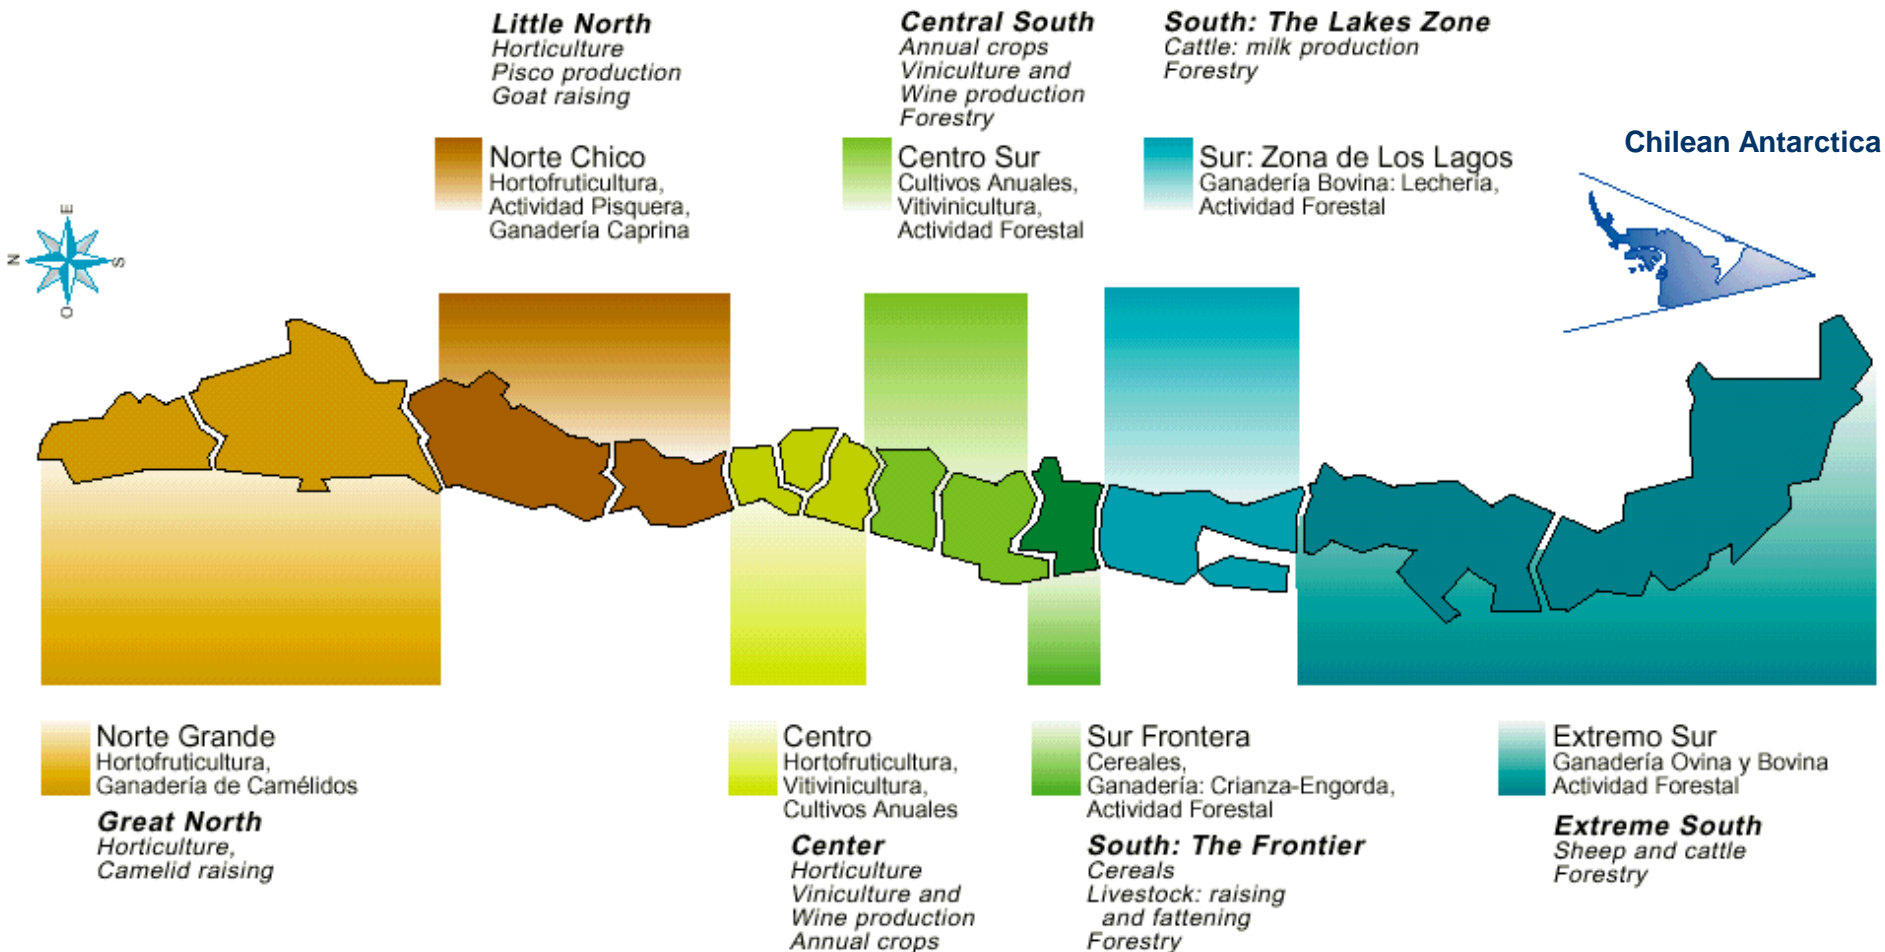 Little North
Horticulture
Pisco production
Goat raising
Central South
Annual crops
Viniculture and
Wine production
Forestry
South: The Lakes Zone
Cattle: milk production
Forestry
Norte Chico
Hortofruticultura,
Actividad Pisquera,
Ganadería Caprina
Centro Sur
Cultivos Anuales,
Vitivinicultura,
Actividad Forestal
Sur: Zona de Los Lagos
Ganadería Bovina: Lechería,
Actividad Forestal
Chilean Antarctica
E
N
S
O
Norte Grande
Hortofruticultura,
Ganadería de Camélidos
Great North
Horticulture,
Camelid raising
Centro
Hortofruticultura,
Vitivinicultura,
Cultivos Anuales
Center
Horticulture
Viniculture and
Wine production
Annual crops
Sur Frontera
Cereales,
Ganadería: Crianza-Engorda,
Actividad Forestal
South: The Frontier
Cereals
Livestock: raising
and fattening
Forestry
Extremo Sur
Ganadería Ovina y Bovina
Actividad Forestal
Extreme South
Sheep and cattle
Forestry